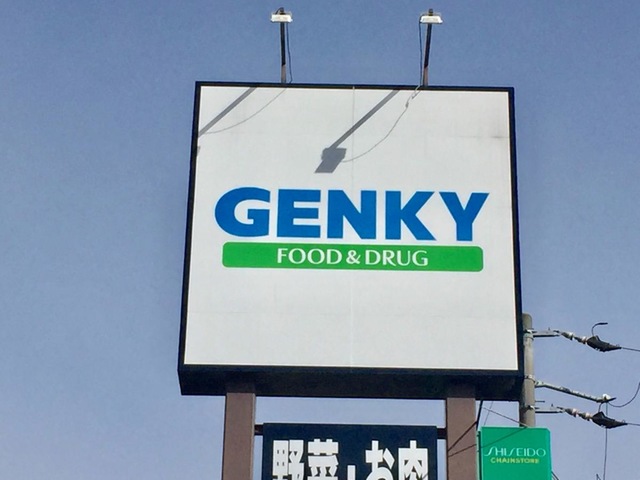 GENKY
FOOD & DRUG
野菜・お肉
SHISEIDO
CHAINSTORE